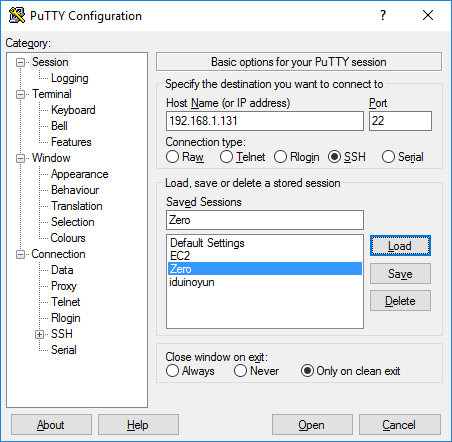 PuTTY Configuration
? ×
Category:
Session
Logging
Terminal
Keyboard
Bell
Features
Window
Appearance
Behaviour
Translation
Selection
Colours
Connection
Data
Proxy
Telnet
Rlogin
SSH
Serial
Basic options for your PuTTY session
Specify the destination you want to connect to
Host Name (or IP address) Port
192.168.1.131 22
Connection type:
Raw Telnet Rlogin SSH Serial
Load, save or delete a stored session
Saved Sessions
Zero
Default Settings
EC2
Zero
iduinoyun
Load
Save
Delete
Close window on exit:
Always Never Only on clean exit
About Help Open Cancel